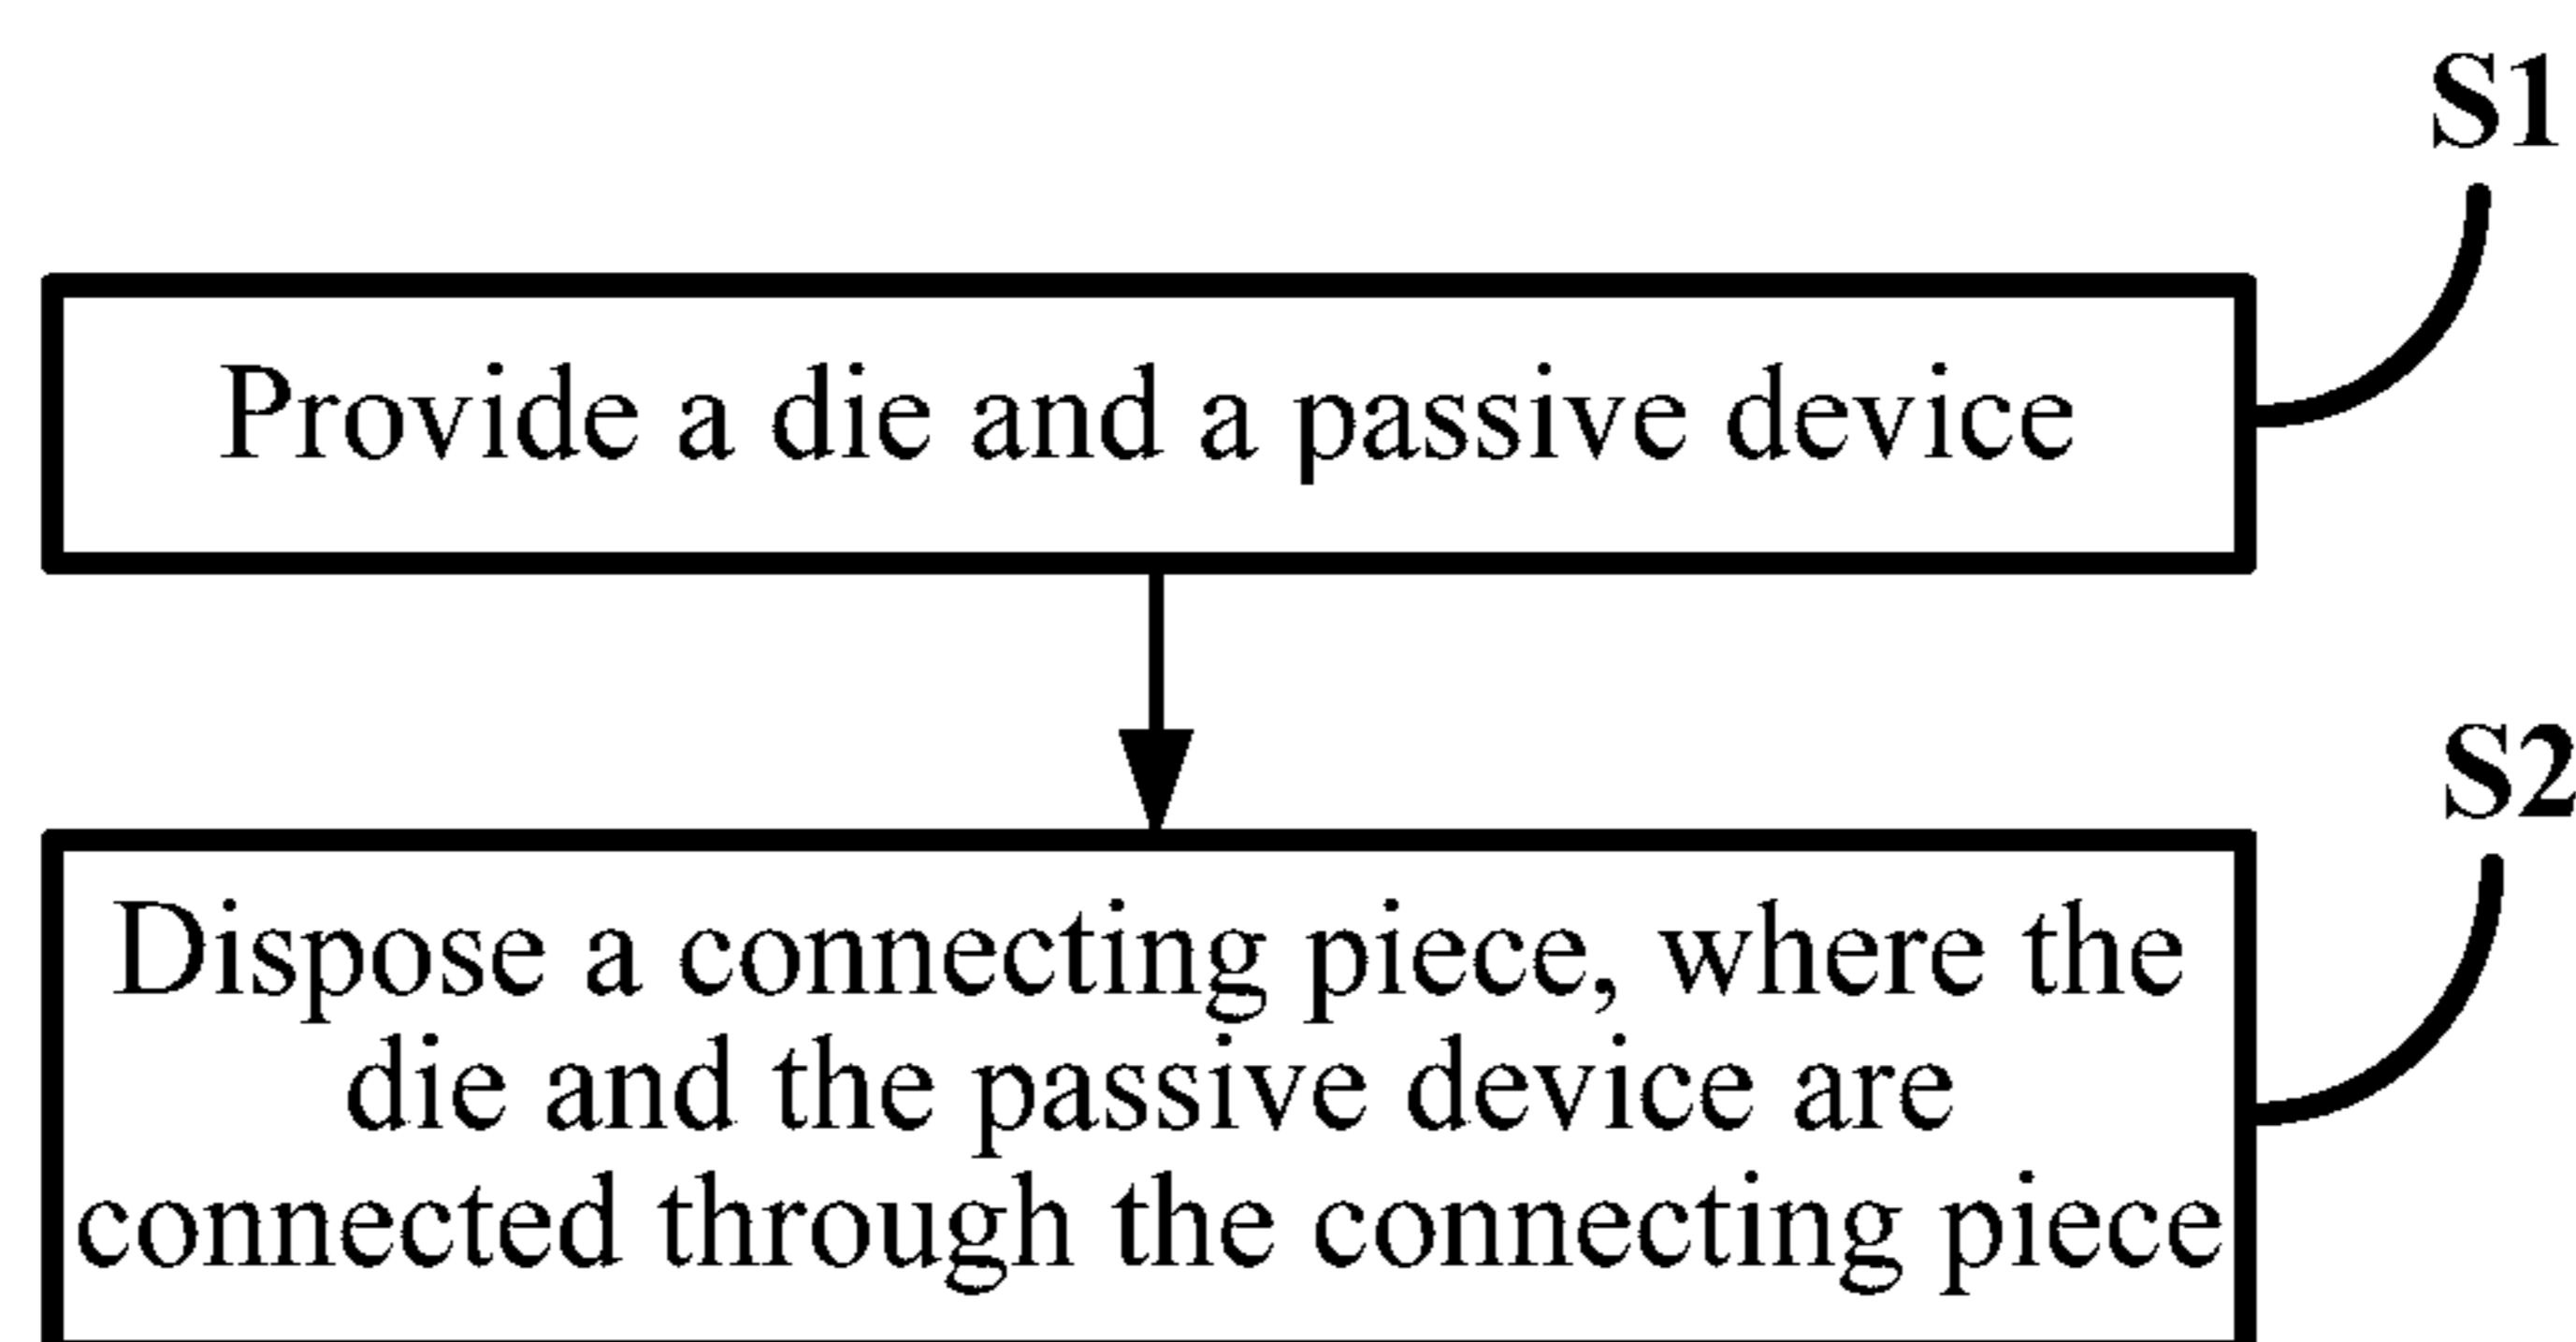 S1
Provide a die and a passive device
S2
Dispose a connecting piece, where the
die and the passive device are
connected through the connecting piece